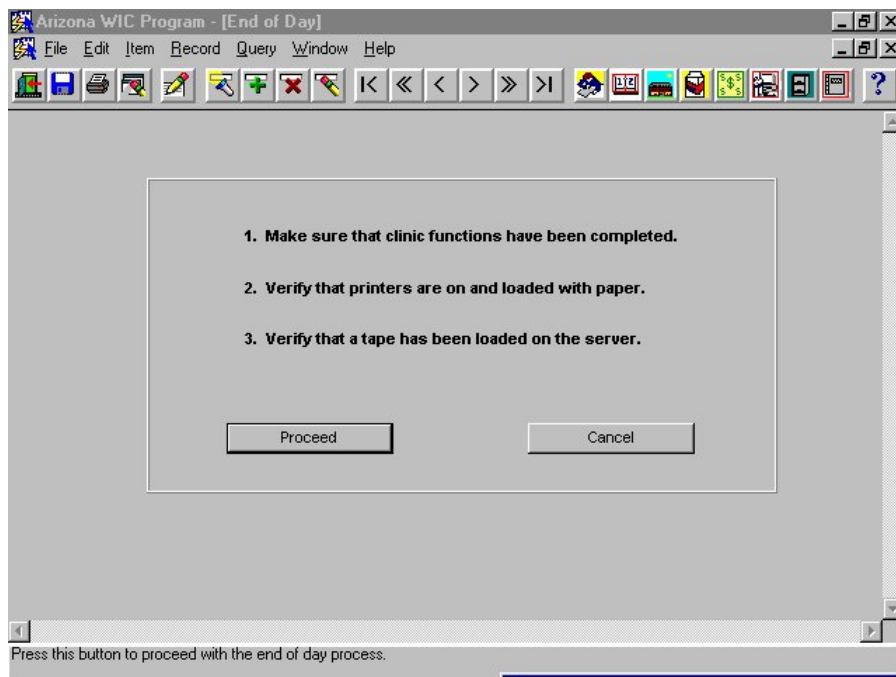 Arizona WIC Program - [End of Day]
File Edit Item Record Query Window Help
1. Make sure that clinic functions have been completed.
2. Verify that printers are on and loaded with paper.
3. Verify that a tape has been loaded on the server.
Proceed Cancel
Press this button to proceed with the end of day process.